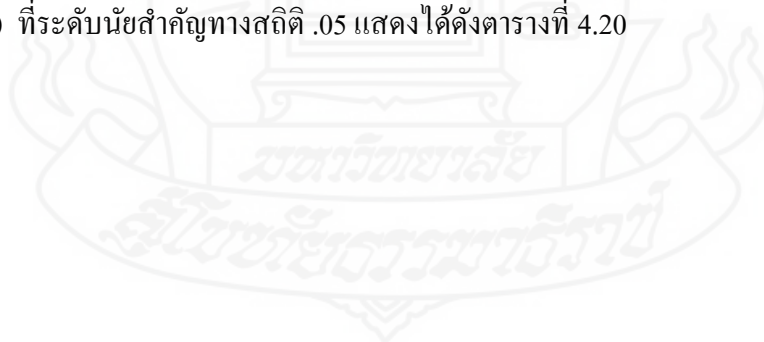 ) ที่ระดับนัยสำคัญทางสถิติ .05 แสดงได้ดังตารางที่ 4.20
มหาวิทยาลัย
สุโขทัยธรรมาธิราช